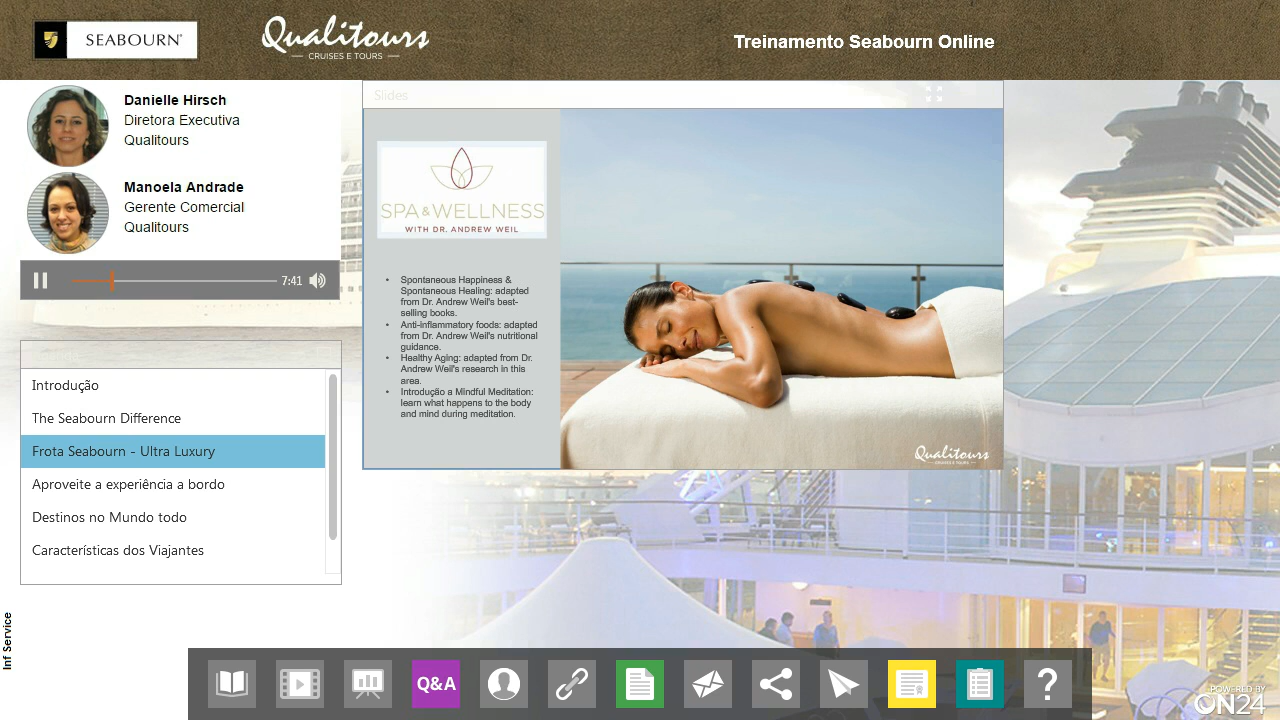 SEABOURN®
Qualitours
CRUISES E TOURS
Treinamento Seabourn Online
Danielle Hirsch
Diretora Executiva
Qualitours
Manoela Andrade
Gerente Comercial
Qualitours
7:41
Introdução
The Seabourn Difference
Frota Seabourn - Ultra Luxury
Aproveite a experiência a bordo
Destinos no Mundo todo
Características dos Viajantes
Slides
SPA & WELLNESS
WITH DR. ANDREW WEIL
• Spontaneous Happiness &
Spontaneous Healing: adapted
from Dr. Andrew Weil's best-
selling books.
• Anti-inflammatory foods: adapted
from Dr. Andrew Weil's nutritional
guidance.
• Healthy Aging: adapted from Dr.
Andrew Weil's research in this
area.
• Introdução a Mindful Meditation:
learn what happens to the body
and mind during meditation.
Qualitours
CRUISES E TOURS
Inf Service
Q&A
?
POWERED BY
ON24